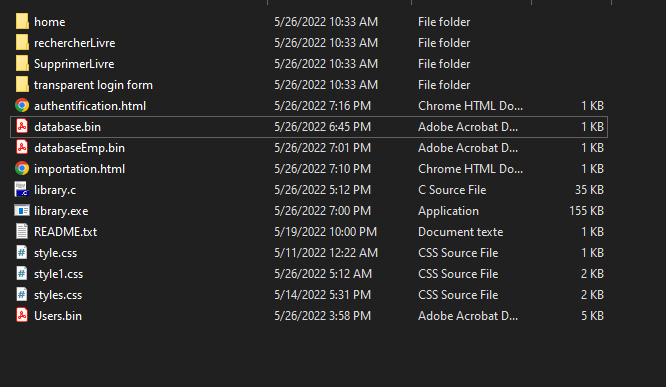 home 5/26/2022 10:33 AM File folder
rechercherLivre 5/26/2022 10:33 AM File folder
SupprimerLivre 5/26/2022 10:33 AM File folder
transparent login form 5/26/2022 10:33 AM File folder
authentification.html 5/26/2022 7:16 PM Chrome HTML Do... 1 KB
database.bin 5/26/2022 6:45 PM Adobe Acrobat D... 1 KB
databaseEmp.bin 5/26/2022 7:01 PM Adobe Acrobat D... 1 KB
importation.html 5/26/2022 7:10 PM Chrome HTML Do... 1 KB
library.c 5/26/2022 5:12 PM C Source File 35 KB
library.exe 5/26/2022 7:00 PM Application 155 KB
README.txt 5/19/2022 10:00 PM Document texte 1 KB
style.css 5/11/2022 12:22 AM CSS Source File 1 KB
style1.css 5/26/2022 5:12 AM CSS Source File 2 KB
styles.css 5/14/2022 5:31 PM CSS Source File 2 KB
Users.bin 5/26/2022 3:58 PM Adobe Acrobat D... 5 KB